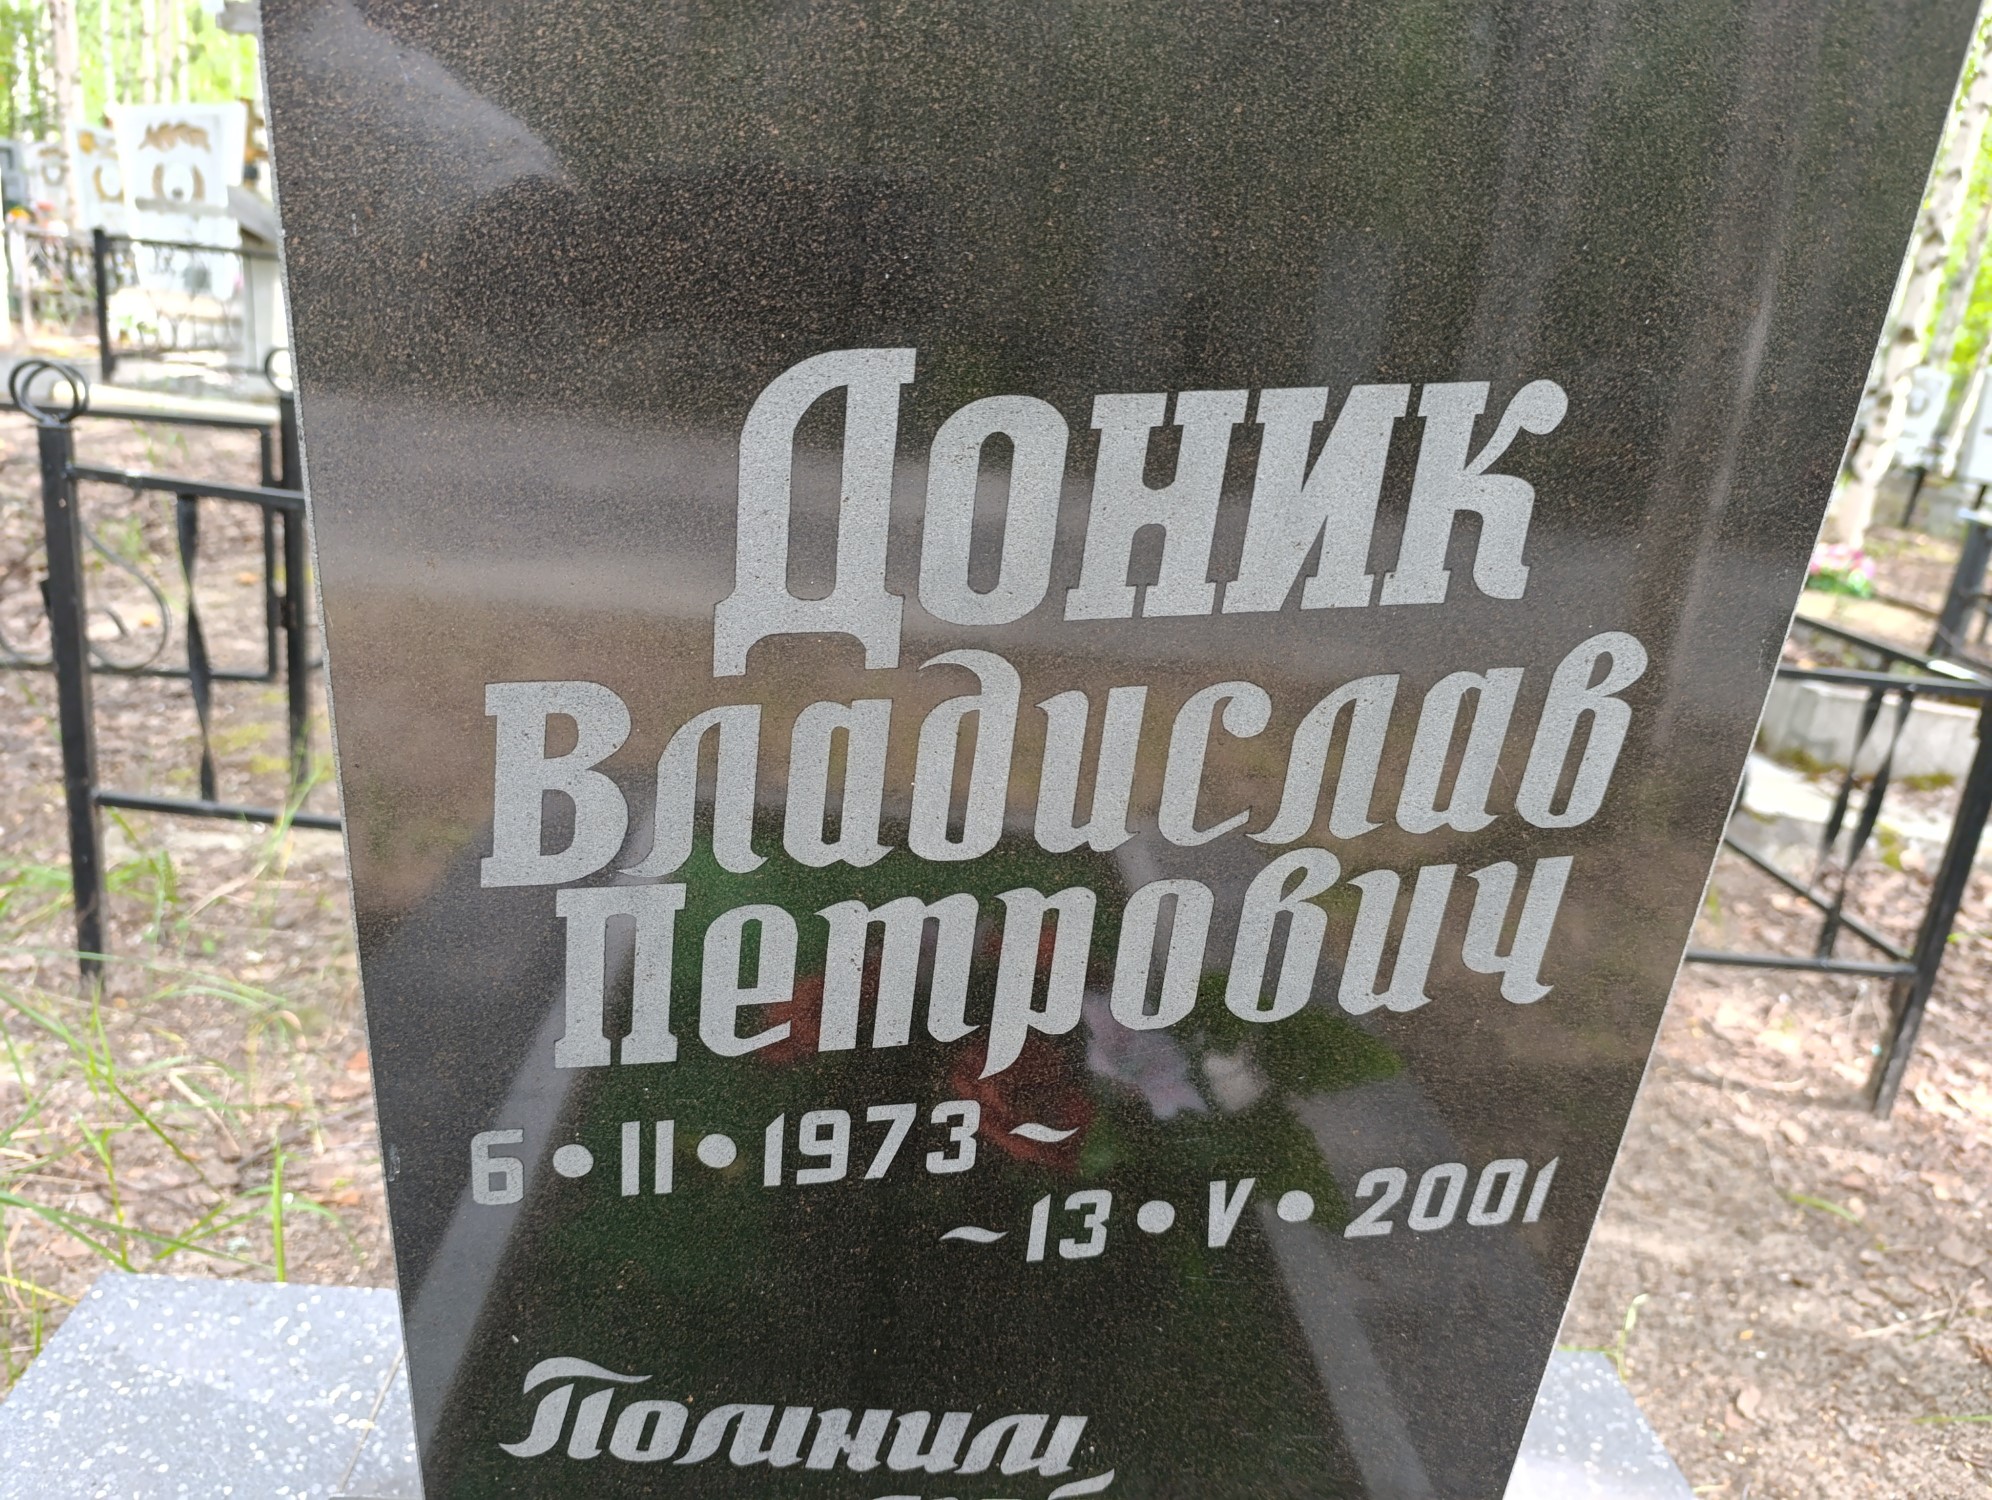 Доник
Владислав
Петрович
6•II•1973~
~13•V•2001
Помним